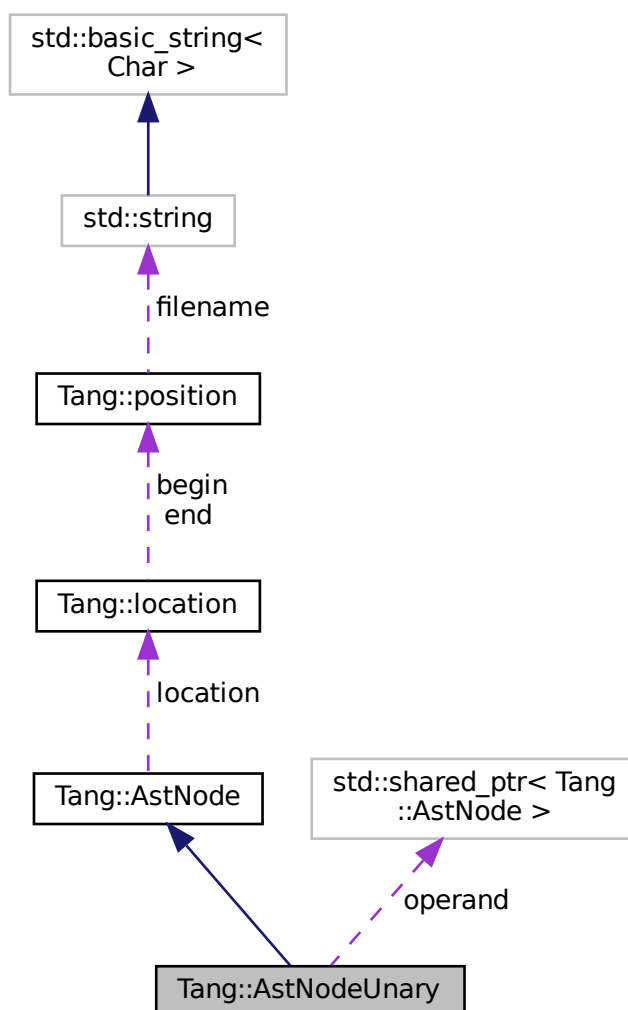 std::basic_string<
Char >
std::string
filename
Tang::position
begin
end
Tang::location
location
Tang::AstNode
std::shared_ptr< Tang
::AstNode >
operand
Tang::AstNodeUnary